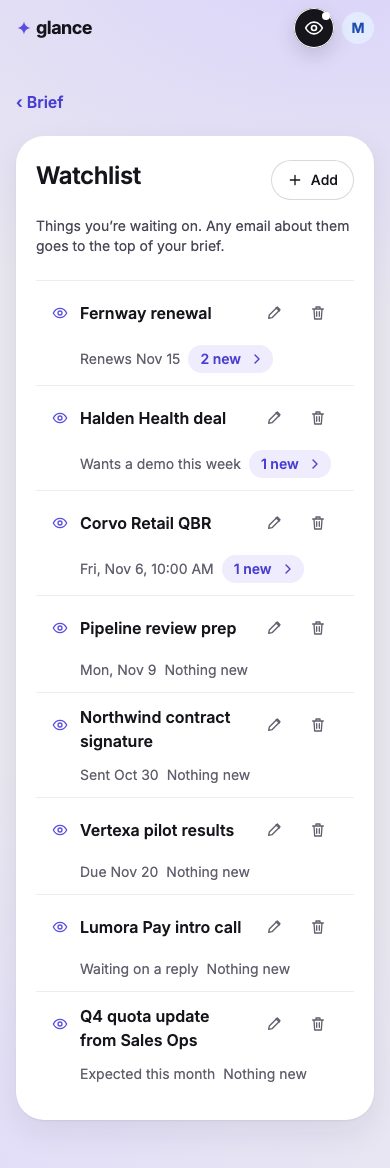 glance
M
‹ Brief
Watchlist
+ Add
Things you’re waiting on. Any email about them
goes to the top of your brief.
Fernway renewal
Renews Nov 15 2 new >
Halden Health deal
Wants a demo this week 1 new >
Corvo Retail QBR
Fri, Nov 6, 10:00 AM 1 new >
Pipeline review prep
Mon, Nov 9 Nothing new
Northwind contract
signature
Sent Oct 30 Nothing new
Vertexa pilot results
Due Nov 20 Nothing new
Lumora Pay intro call
Waiting on a reply Nothing new
Q4 quota update
from Sales Ops
Expected this month Nothing new